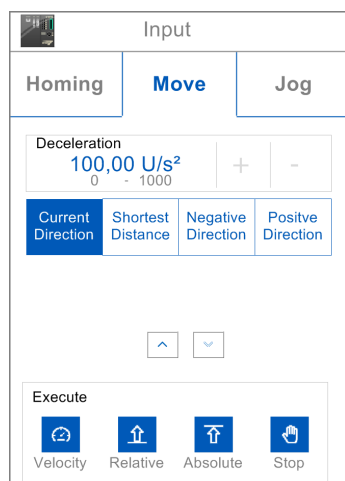 Input
Homing Move Jog
Deceleration
100,00 U/s²
+ -
0 - 1000
Current Direction
Shortest Distance
Negative Direction
Positve Direction
Execute
Velocity Relative Absolute Stop